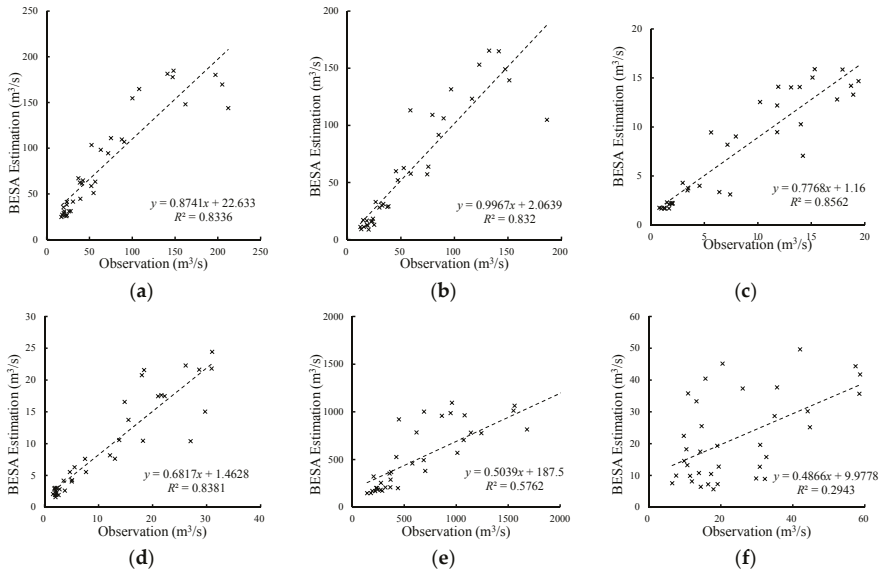 250
200
150
100
50
0
BESA Estimation (m³/s)
y = 0.8741x + 22.633
R² = 0.8336
0 50 100 150 200 250
Observation (m³/s)
(a)
200
150
100
50
0
BESA Estimation (m³/s)
y = 0.9967x + 2.0639
R² = 0.832
0 50 100 150 200
Observation (m³/s)
(b)
20
15
10
5
0
BESA Estimation (m³/s)
y = 0.7768x + 1.16
R² = 0.8562
0 5 10 15 20
Observation (m³/s)
(c)
30
25
20
15
10
5
0
BESA Estimation (m³/s)
y = 0.6817x + 1.4628
R² = 0.8381
0 10 20 30 40
Observation (m³/s)
(d)
2000
1500
1000
500
0
BESA Estimation (m³/s)
y = 0.5039x + 187.5
R² = 0.5762
0 500 1000 1500 2000
Observation (m³/s)
(e)
60
50
40
30
20
10
0
BESA Estimation (m³/s)
y = 0.4866x + 9.9778
R² = 0.2943
0 20 40 60
Observation (m³/s)
(f)